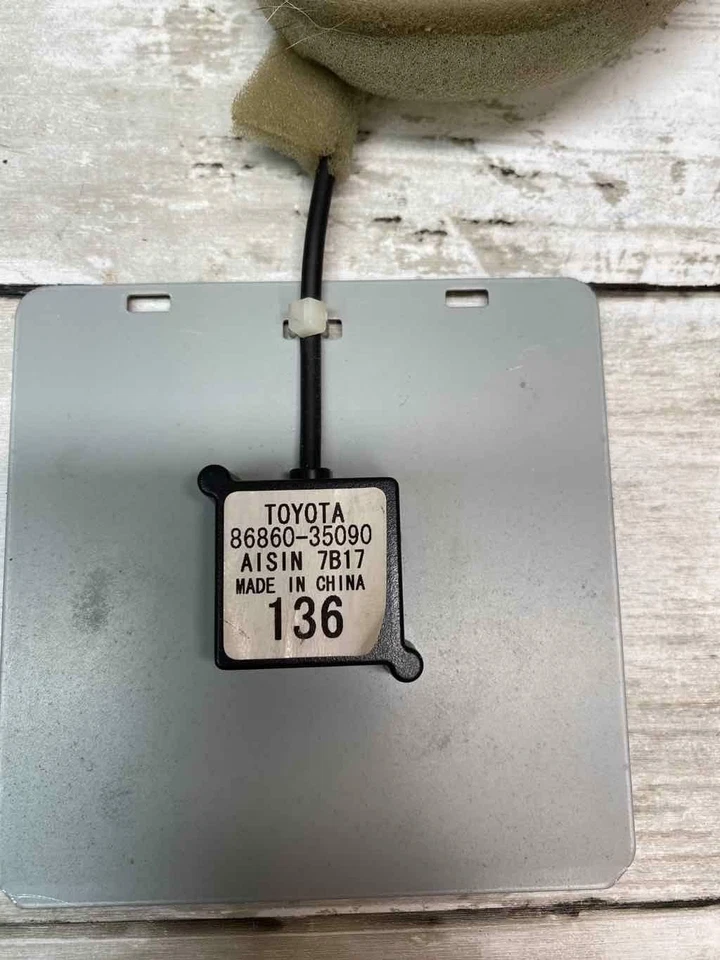 TOYOTA
86860-35090
AISIN 7B17
MADE IN CHINA
136